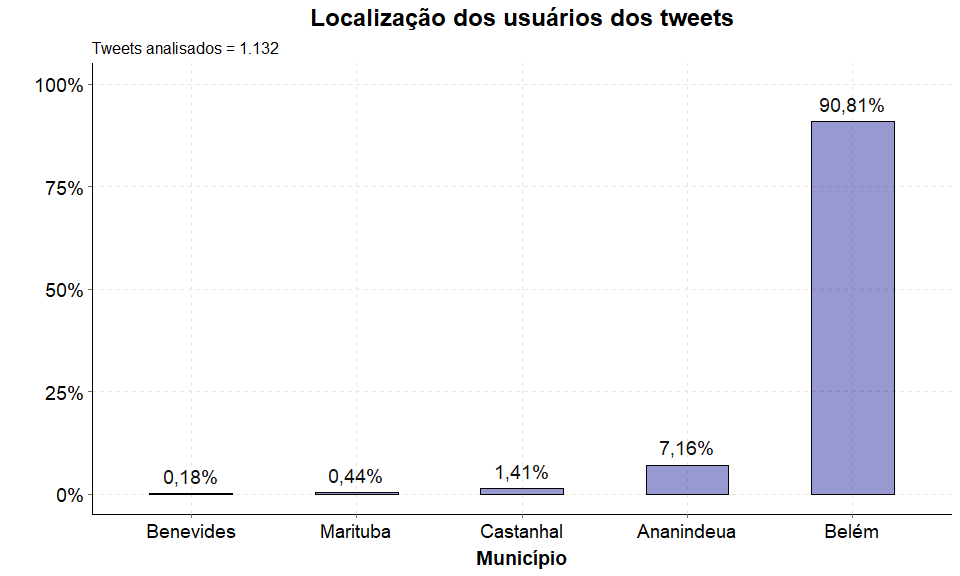 Localização dos usuários dos tweets
Tweets analisados = 1.132
100%
75%
50%
25%
0%
0,18%
0,44%
1,41%
7,16%
90,81%
Benevides
Marituba
Castanhal
Ananindeua
Belém
Município